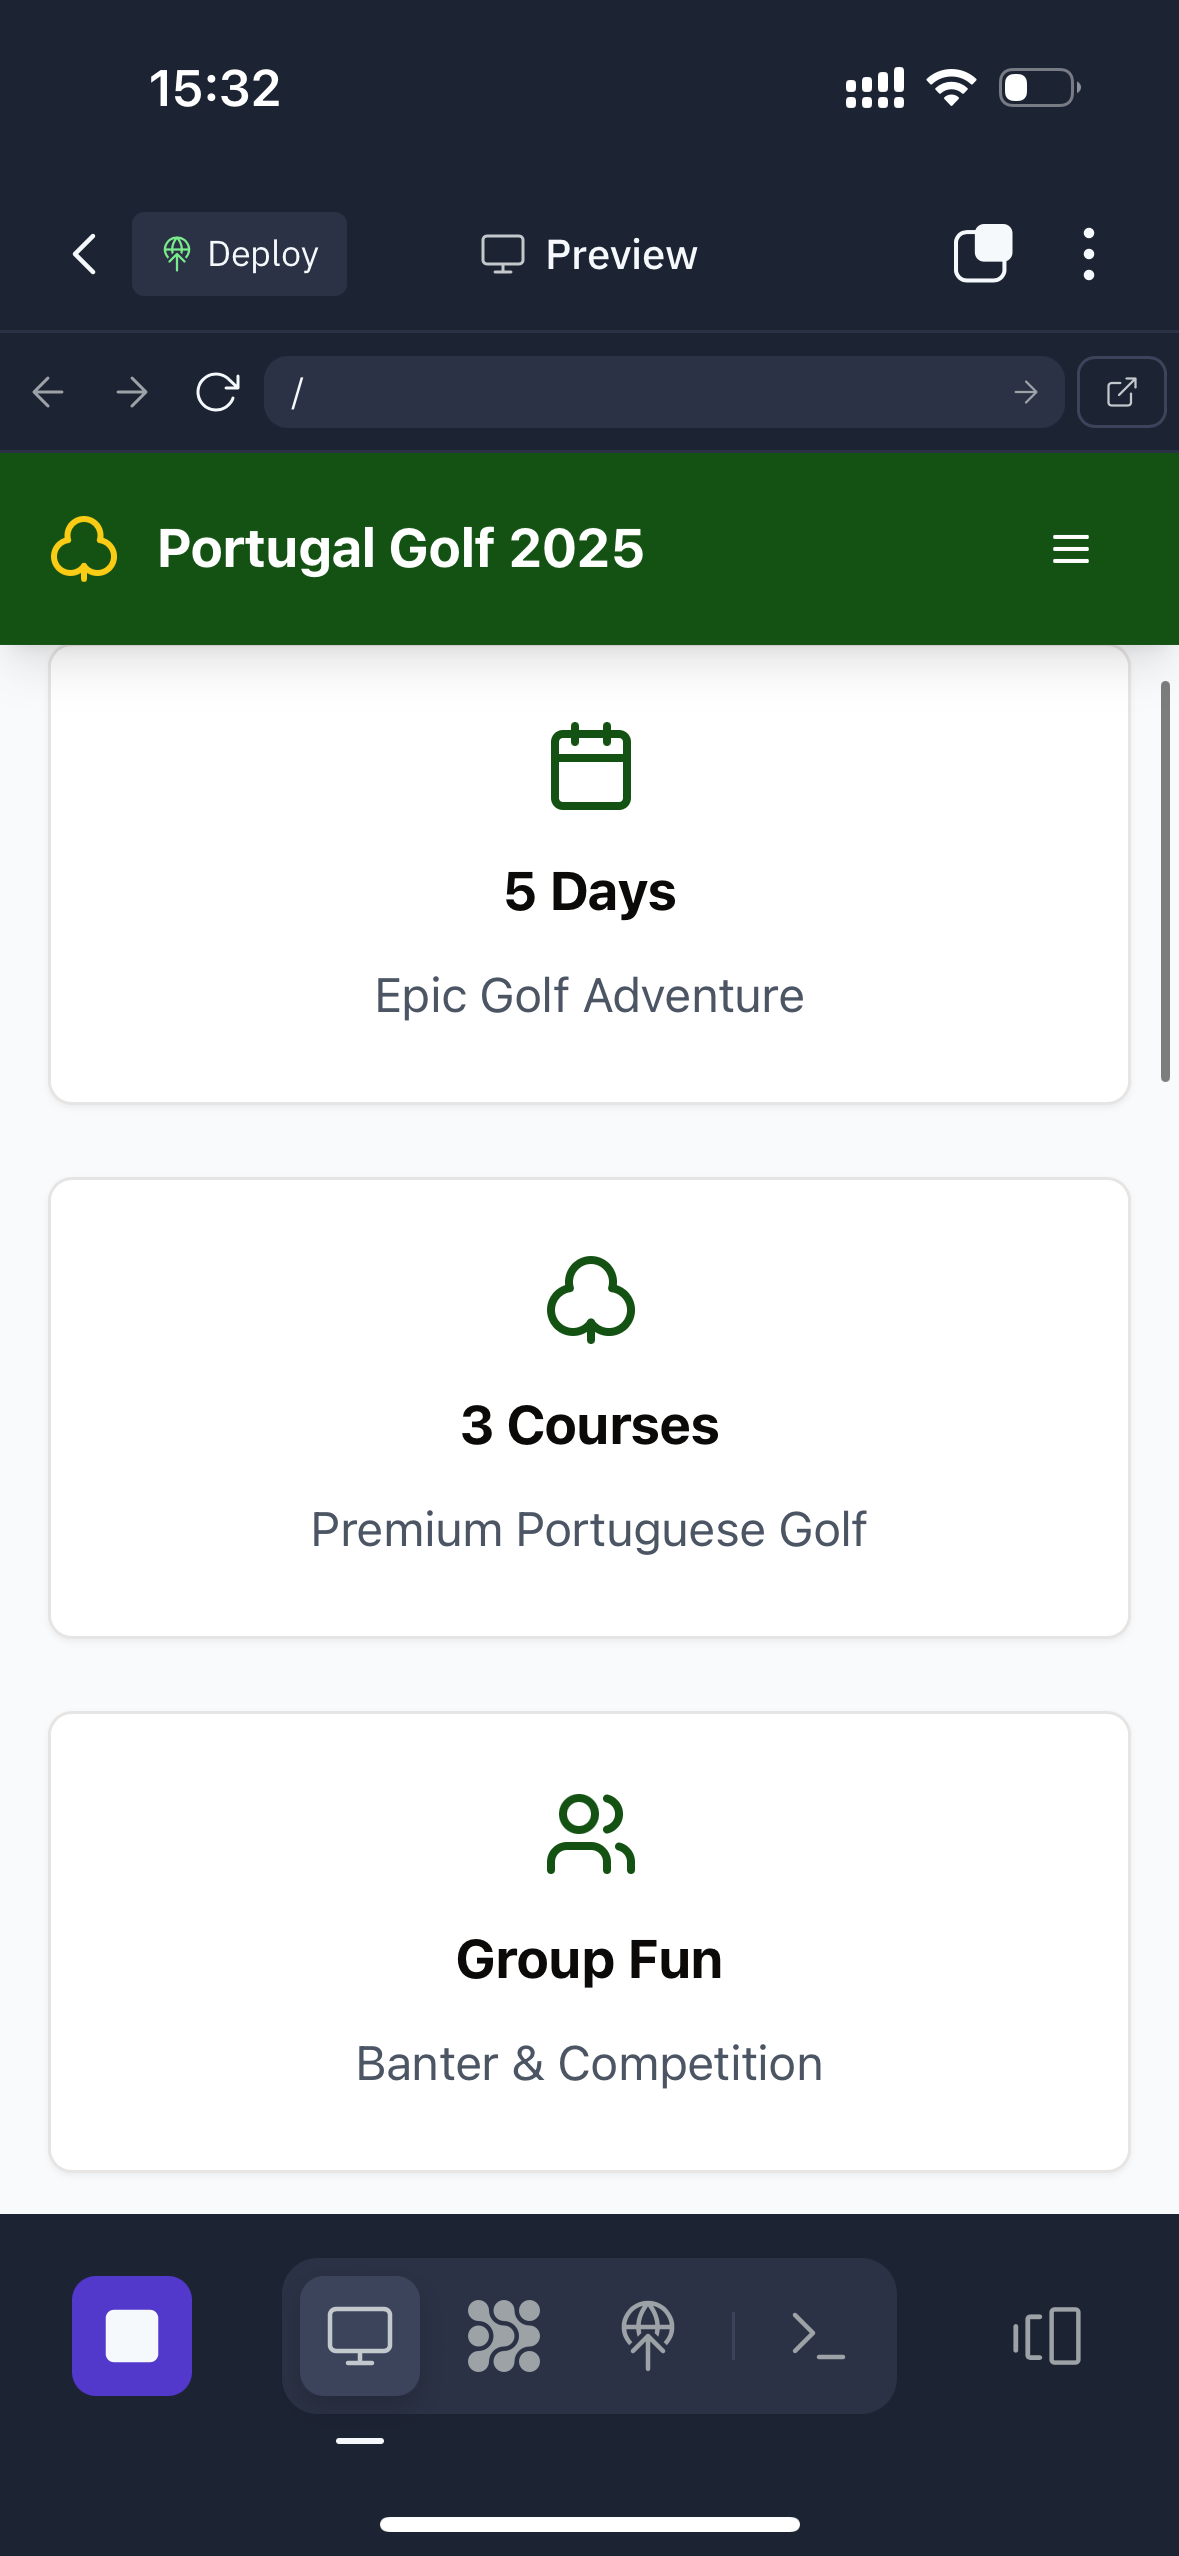 15:32
Deploy
Preview
/
Portugal Golf 2025
5 Days
Epic Golf Adventure
3 Courses
Premium Portuguese Golf
Group Fun
Banter & Competition